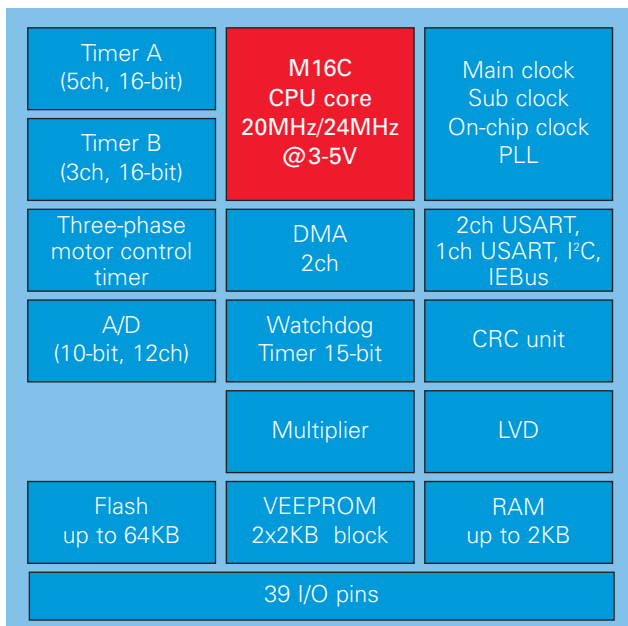 Timer A
(5ch, 16-bit)
M16C
CPU core
20MHz/24MHz
@3-5V
Main clock
Sub clock
On-chip clock
PLL
Timer B
(3ch, 16-bit)
Three-phase
motor control
timer
DMA
2ch
2ch USART,
1ch USART, I²C,
IEBus
A/D
(10-bit, 12ch)
Watchdog
Timer 15-bit
CRC unit
Multiplier
LVD
Flash
up to 64KB
VEEPROM
2x2KB block
RAM
up to 2KB
39 I/O pins